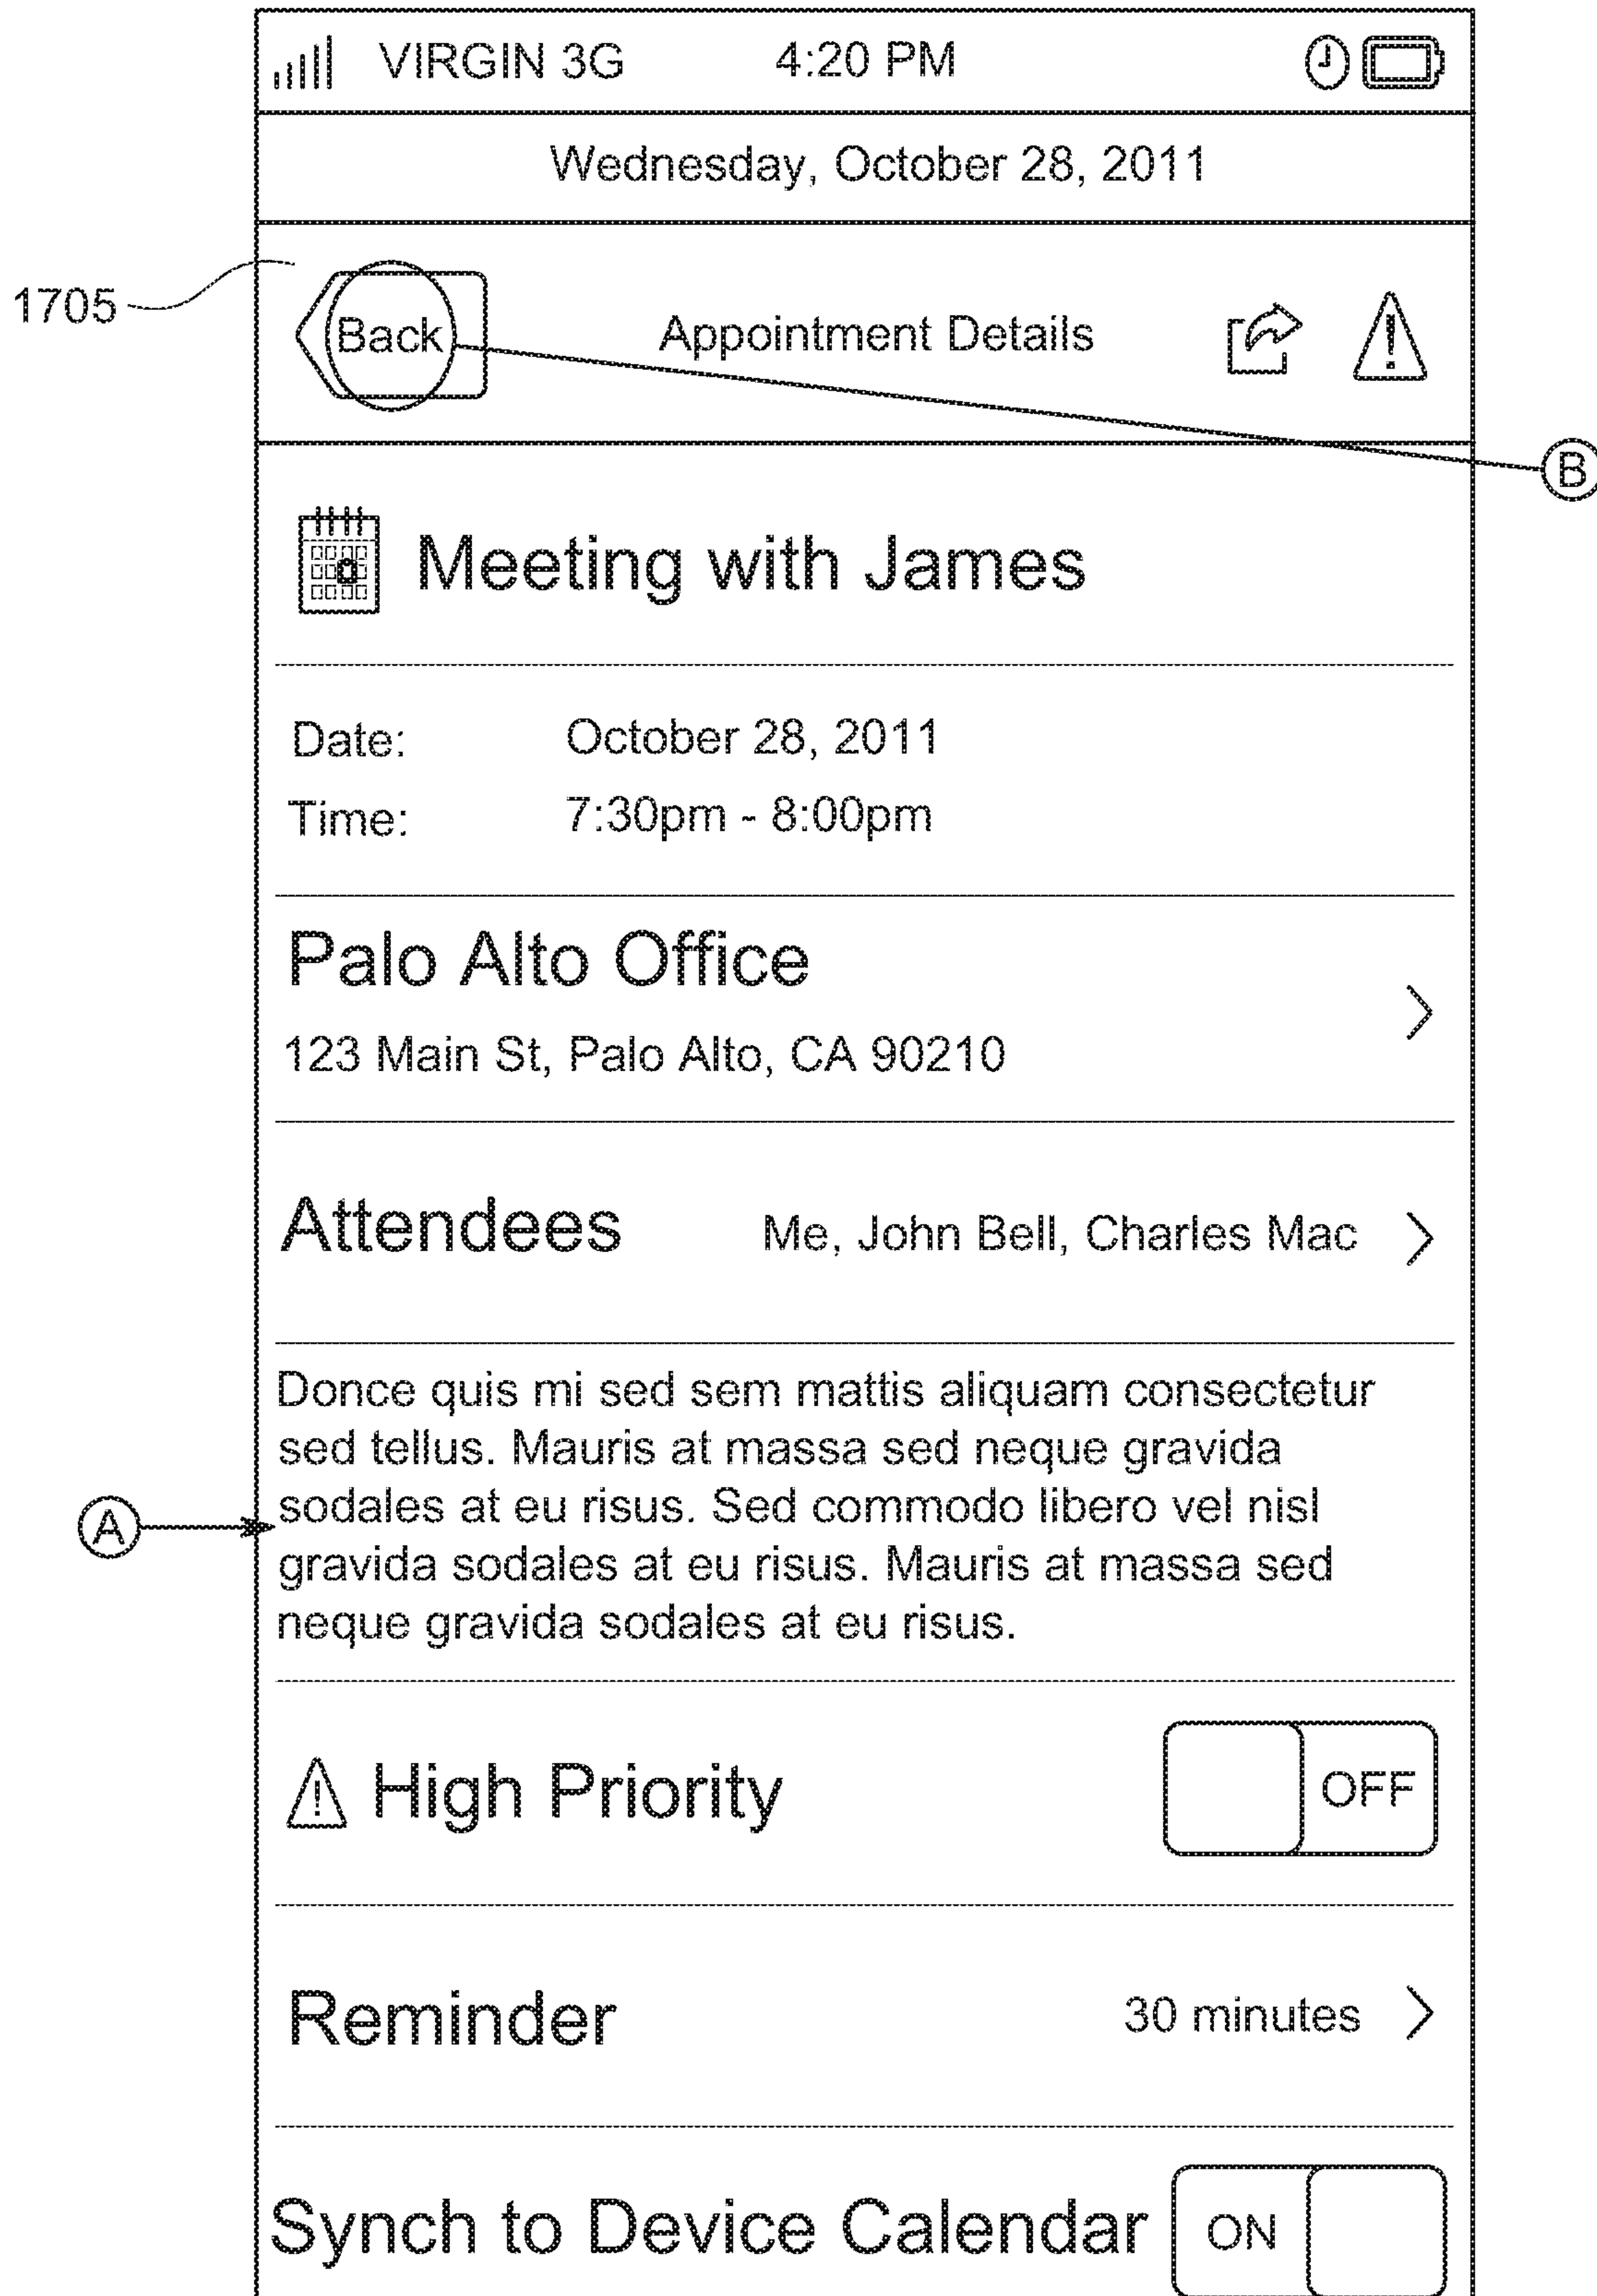 VIRGIN 3G 4:20 PM
Wednesday, October 28, 2011
1705
Back Appointment Details
B
Meeting with James
Date: October 28, 2011
Time: 7:30pm - 8:00pm
Palo Alto Office
123 Main St, Palo Alto, CA 90210
Attendees Me, John Bell, Charles Mac
Donce quis mi sed sem mattis aliquam consectetur
sed tellus. Mauris at massa sed neque gravida
sodales at eu risus. Sed commodo libero vel nisl
A
gravida sodales at eu risus. Mauris at massa sed
neque gravida sodales at eu risus.
High Priority OFF
Reminder 30 minutes
Synch to Device Calendar ON